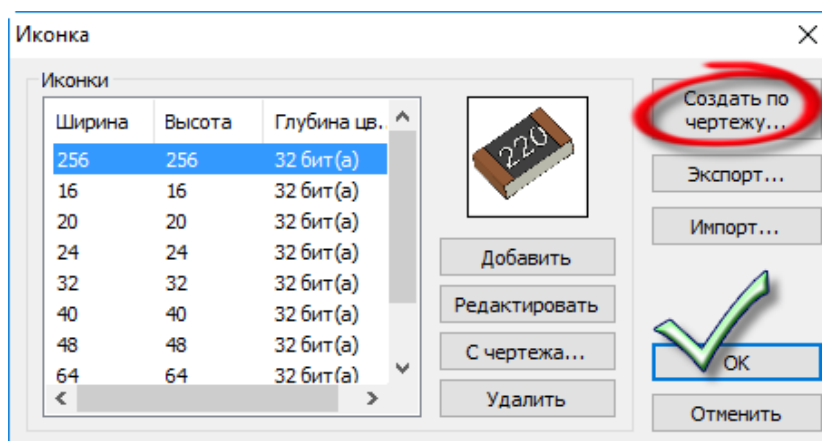 Иконка
Иконки
Ширина Высота Глубина цв..
256 256 32 бит(а)
16 16 32 бит(а)
20 20 32 бит(а)
24 24 32 бит(а)
32 32 32 бит(а)
40 40 32 бит(а)
48 48 32 бит(а)
64 64 32 бит(а)
220
Добавить
Редактировать
С чертежа...
Удалить
Создать по
чертежу...
Экспорт...
Импорт...
ОК
Отменить